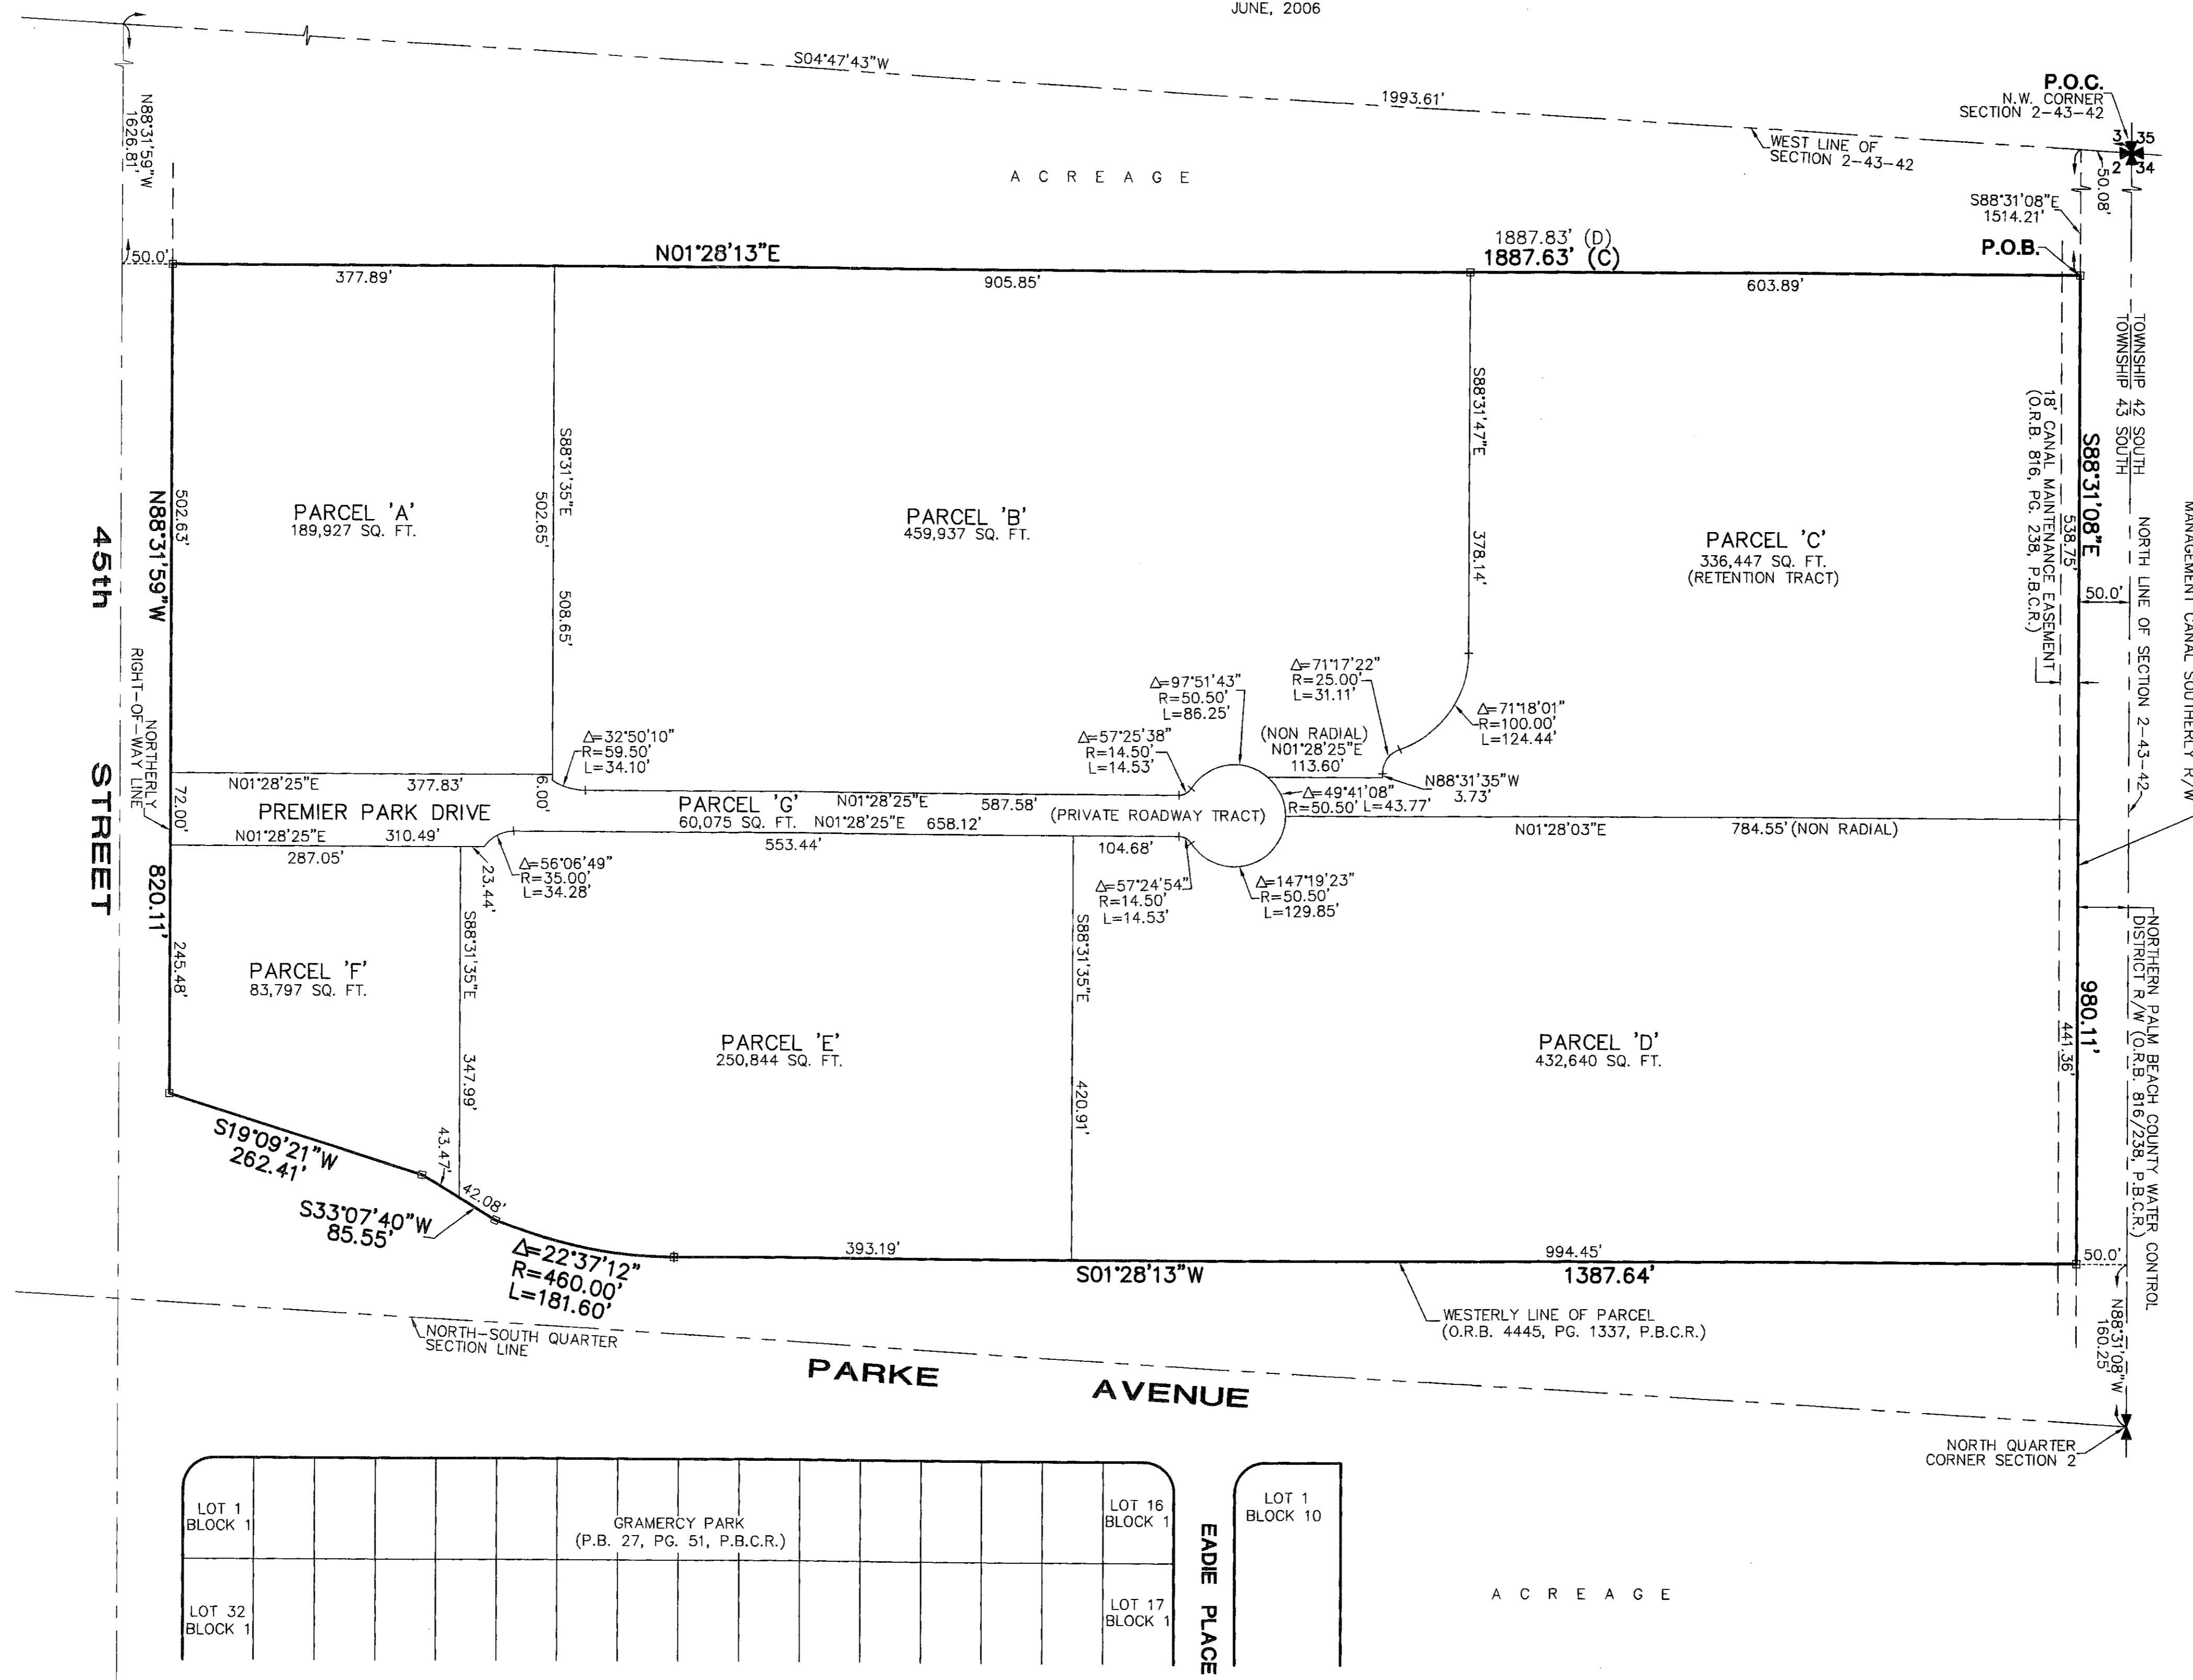 JUNE, 2006
S04°47'43"W
1993.61'
P.O.C.
N.W. CORNER
SECTION 2-43-42
3 35
2 34
WEST LINE OF
SECTION 2-43-42
N88°31'59"W
1626.81'
A C R E A G E
50.08'
S88°31'08"E
1514.21'
P.O.B.
50.0'
N01°28'13"E
1887.83' (D)
1887.63' (C)
377.89'
905.85'
603.89'
TOWNSHIP 42 SOUTH
TOWNSHIP 43 SOUTH
NORTH LINE OF SECTION 2-43-42
18' CANAL MAINTENANCE EASEMENT
(O.R.B. 816, PG. 238, P.B.C.R.)
538.75'
S88°31'08"E
50.0'
MANAGEMENT CANAL SOUTHERLY R/W
S88°31'47"E
378.14'
S88°31'35"E
502.65'
508.65'
502.63'
N88°31'59"W
45th STREET
NORTHERLY
RIGHT-OF-WAY LINE
PARCEL 'A'
189,927 SQ. FT.
PARCEL 'B'
459,937 SQ. FT.
PARCEL 'C'
336,447 SQ. FT.
(RETENTION TRACT)
Δ=71°17'22"
R=25.00'
L=31.11'
Δ=97°51'43"
R=50.50'
L=86.25'
Δ=71°18'01"
R=100.00'
L=124.44'
Δ=32°50'10"
R=59.50'
L=34.10'
Δ=57°25'38"
R=14.50'
L=14.53'
(NON RADIAL)
N01°28'25"E
113.60'
N88°31'35"W
3.73'
Δ=49°41'08"
R=50.50' L=43.77'
N01°28'25"E 377.83'
6.00'
72.00'
PREMIER PARK DRIVE
PARCEL 'G'
60,075 SQ. FT.
N01°28'25"E 587.58'
N01°28'25"E 658.12'
(PRIVATE ROADWAY TRACT)
N01°28'03"E 784.55' (NON RADIAL)
N01°28'25"E 310.49'
287.05'
23.44'
Δ=56°06'49"
R=35.00'
L=34.28'
553.44'
104.68'
Δ=57°24'54"
R=14.50'
L=14.53'
Δ=147°19'23"
R=50.50'
L=129.85'
820.11'
245.48'
S88°31'35"E
347.99'
S88°31'35"E
420.91'
PARCEL 'F'
83,797 SQ. FT.
PARCEL 'E'
250,844 SQ. FT.
PARCEL 'D'
432,640 SQ. FT.
980.11'
441.36'
NORTHERN PALM BEACH COUNTY WATER CONTROL
DISTRICT R/W (O.R.B. 816/238, P.B.C.R.)
S19°09'21"W
262.41'
43.47'
42.08'
S33°07'40"W
85.55'
Δ=22°37'12"
R=460.00'
L=181.60'
393.19'
994.45'
S01°28'13"W
1387.64'
50.0'
N88°31'08"W
160.25'
WESTERLY LINE OF PARCEL
(O.R.B. 4445, PG. 1337, P.B.C.R.)
NORTH-SOUTH QUARTER
SECTION LINE
PARKE AVENUE
NORTH QUARTER
CORNER SECTION 2
LOT 1
BLOCK 1
GRAMERCY PARK
(P.B. 27, PG. 51, P.B.C.R.)
LOT 16
BLOCK 1
LOT 1
BLOCK 10
EADIE PLACE
LOT 32
BLOCK 1
LOT 17
BLOCK 1
A C R E A G E